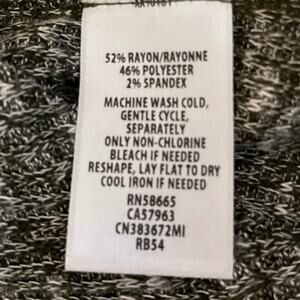 52% RAYON/RAYONNE
46% POLYESTER
2% SPANDEX
MACHINE WASH COLD,
GENTLE CYCLE,
SEPARATELY
ONLY NON-CHLORINE
BLEACH IF NEEDED
RESHAPE, LAY FLAT TO DRY
COOL IRON IF NEEDED
RN58665
CA57963
CN383672MI
RB54